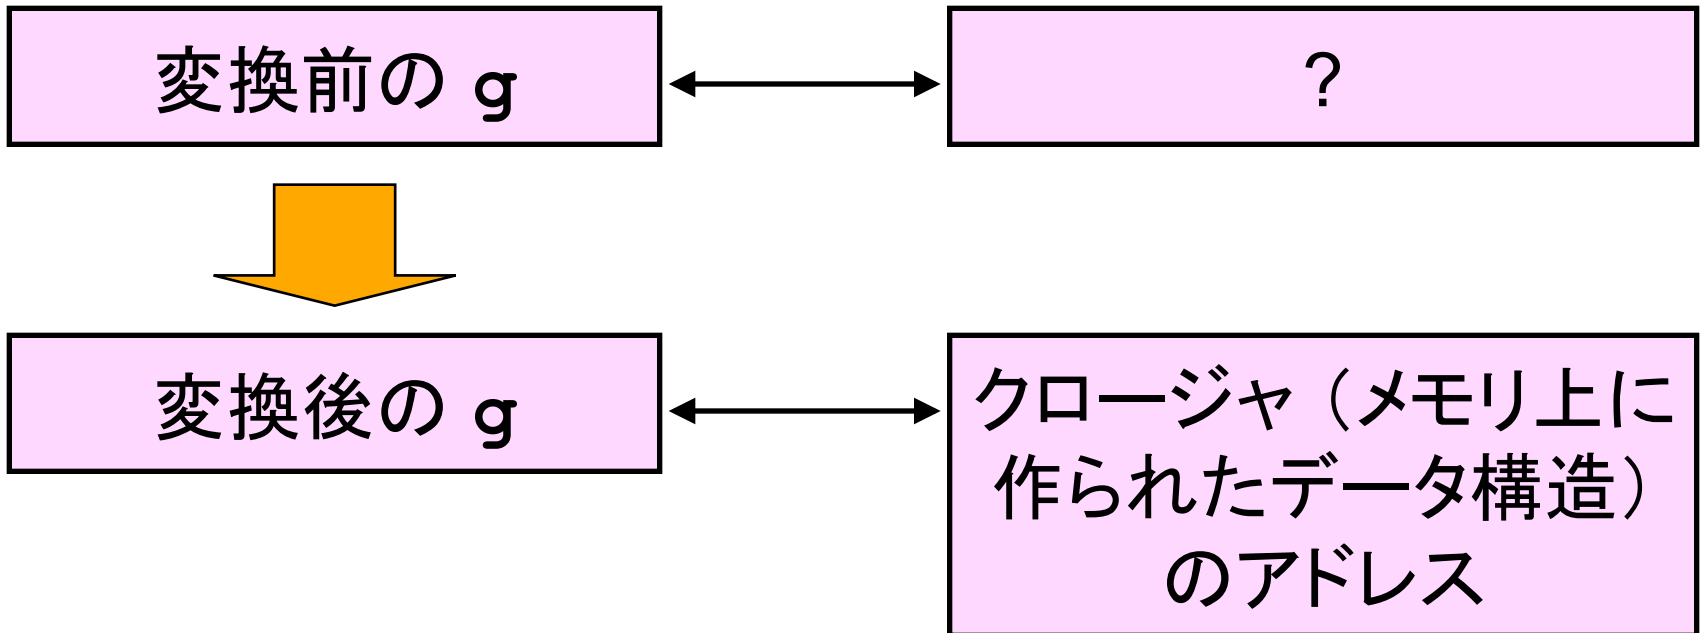 変換前の g
?
変換後の g
クロージャ（メモリ上に
作られたデータ構造）
のアドレス